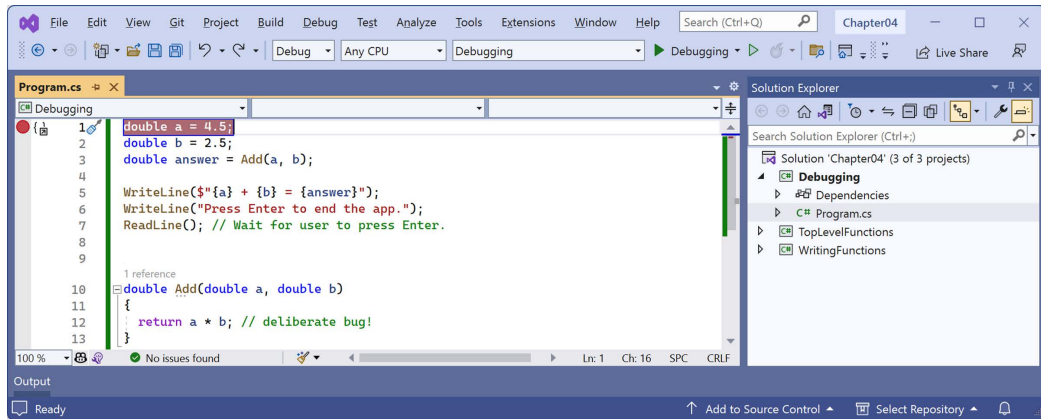 File Edit View Git Project Build Debug Test Analyze Tools Extensions Window Help Search (Ctrl+Q) Chapter04
Debug Any CPU Debugging Debugging Live Share
Program.cs
Debugging
1 double a = 4.5;
2 double b = 2.5;
3 double answer = Add(a, b);
4
5 WriteLine($"{a} + {b} = {answer}");
6 WriteLine("Press Enter to end the app.");
7 ReadLine(); // Wait for user to press Enter.
8
9
1 reference
10 double Add(double a, double b)
11 {
12 return a * b; // deliberate bug!
13 }
100 % No issues found Ln: 1 Ch: 16 SPC CRLF
Solution Explorer
Search Solution Explorer (Ctrl+;)
Solution 'Chapter04' (3 of 3 projects)
C# Debugging
Dependencies
C# Program.cs
C# TopLevelFunctions
C# WritingFunctions
Output
Ready Add to Source Control Select Repository